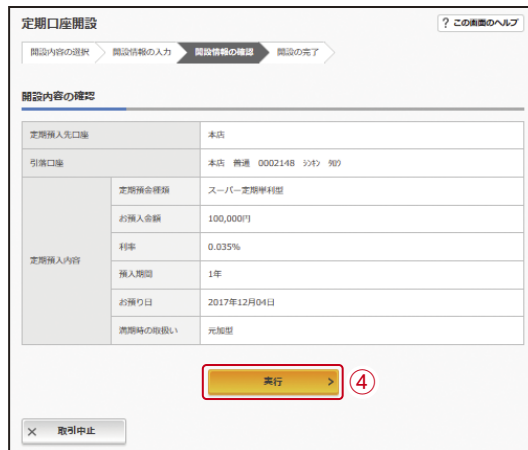 定期口座開設
? この画面のヘルプ
開設内容の選択 開設情報の入力 開設情報の確認 開設の完了
開設内容の確認
定期預入先口座 本店
引落口座 本店 普通 0002148 ｼﾝｷﾝ ﾀﾛｳ
定期預入内容
定期預金種類 スーパー定期単利型
お預入金額 100,000円
利率 0.035%
預入期間 1年
お預り日 2017年12月04日
満期時の取扱い 元加型
実行 >
④
× 取引中止